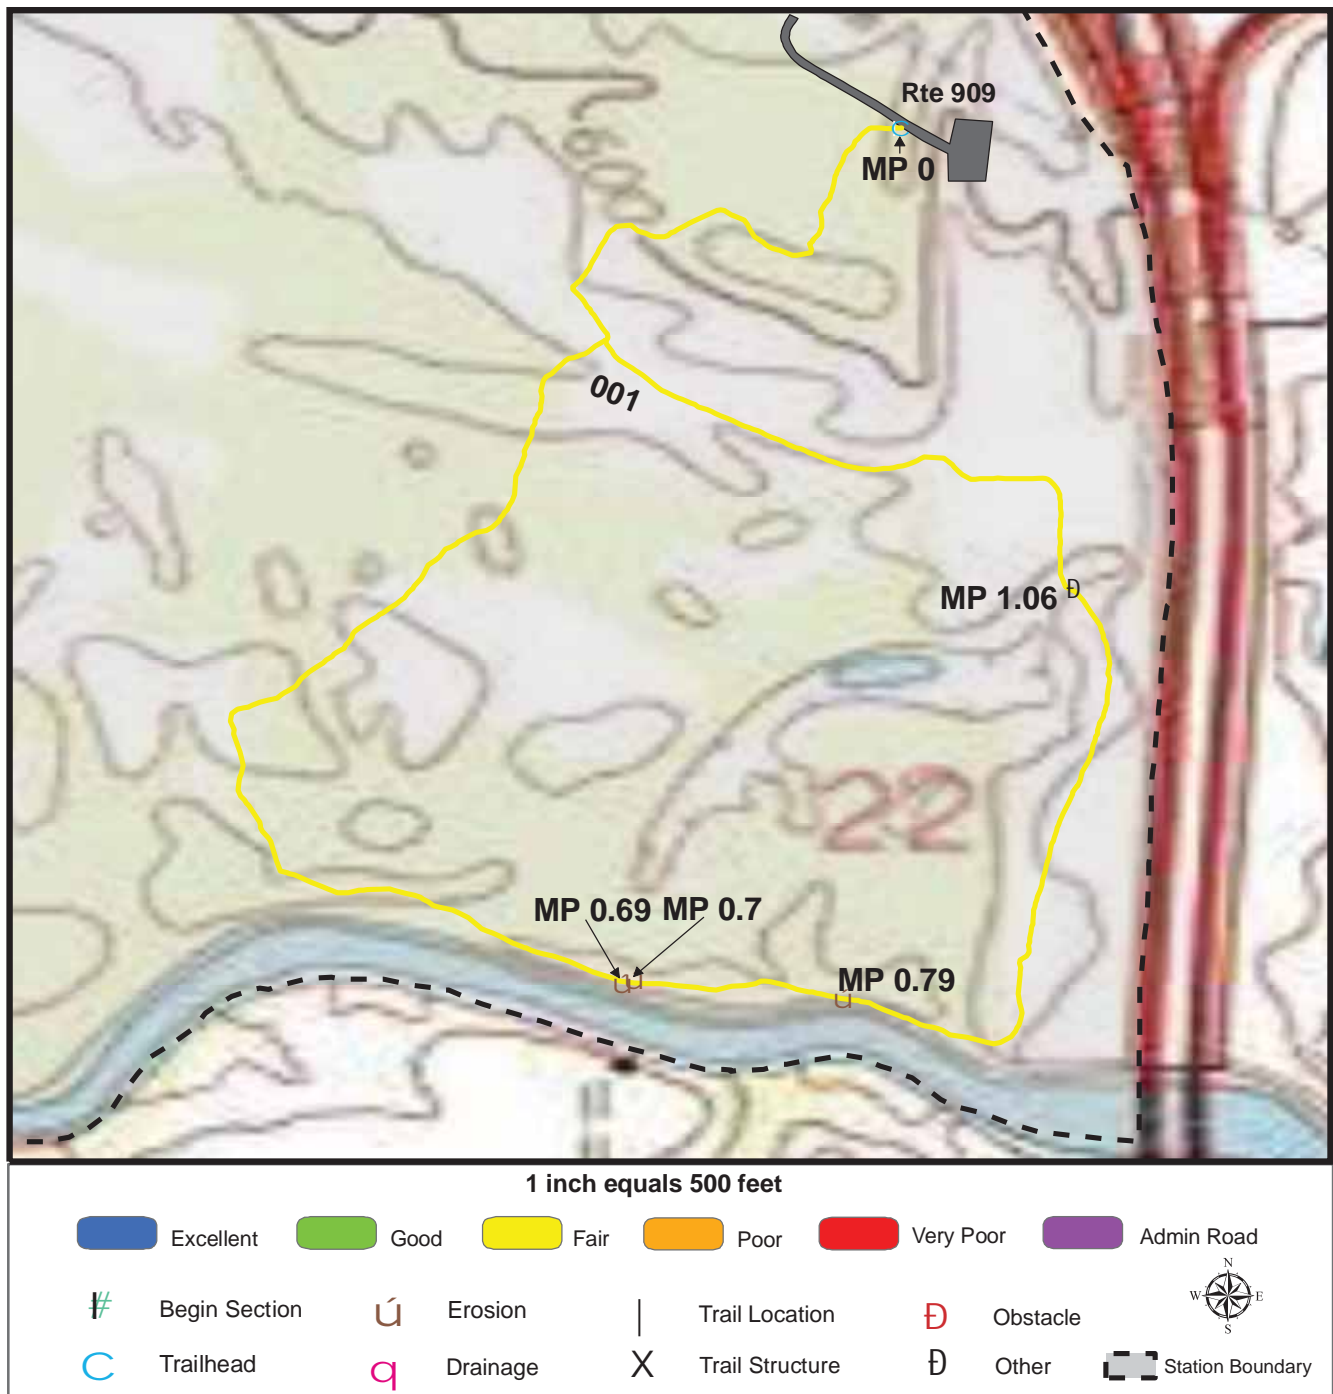 Rte 909
MP 0
60
001
MP 1.06 Đ
22
MP 0.69 MP 0.7
ú ú
MP 0.79
ú
1 inch equals 500 feet
Excellent Good Fair Poor Very Poor Admin Road
# Begin Section ú Erosion | Trail Location Đ Obstacle
C Trailhead q Drainage X Trail Structure Đ Other Station Boundary
N
W E
S